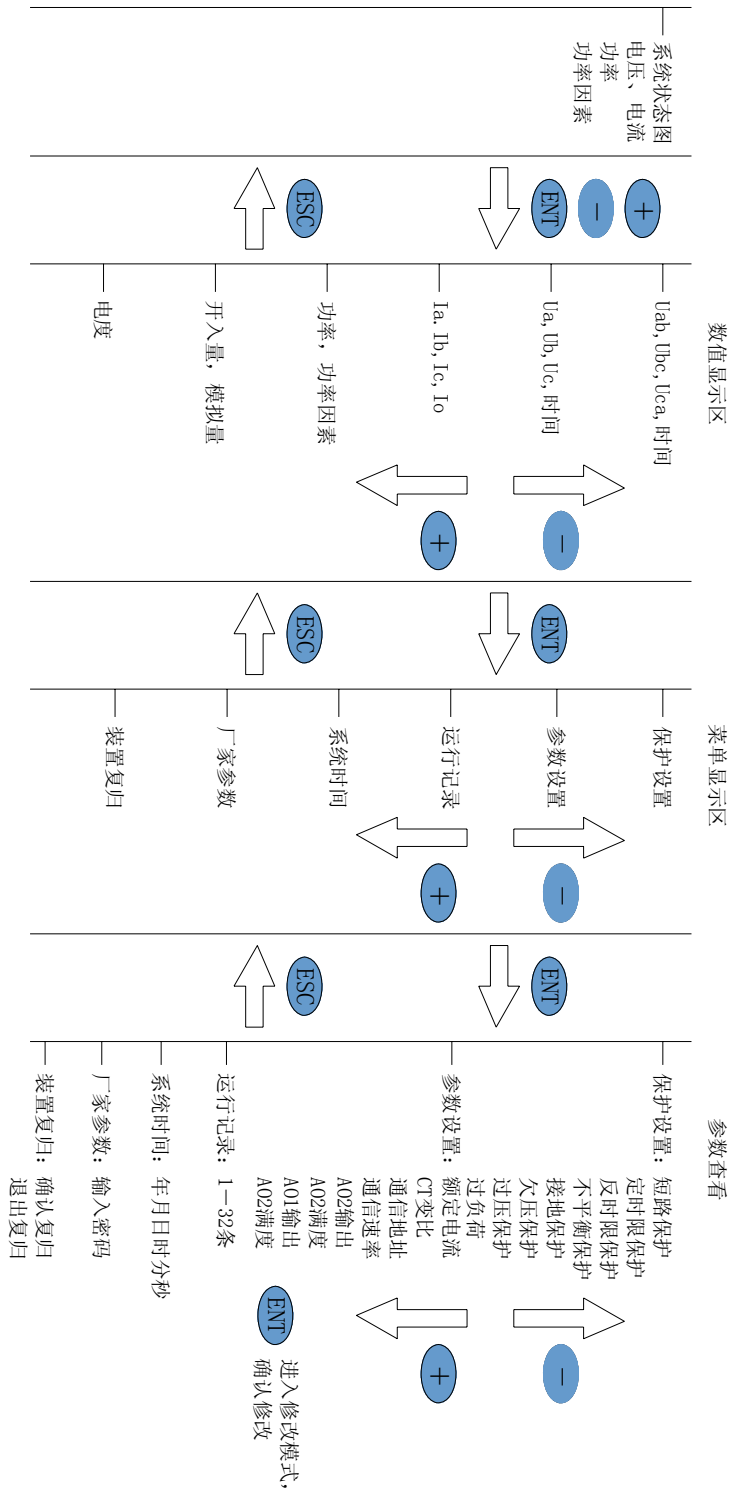 系统状态图
电压、电流
功率
功率因素
+
-
ENT
ESC
数值显示区
Uab,Ubc,Uca,时间
Ua,Ub,Uc,时间
Ia.Ib,Ic,Io
功率，功率因素
开入量，模拟量
电度
-
+
ENT
ESC
菜单显示区
保护设置
参数设置
运行记录
系统时间
厂家参数
装置复归
-
+
ENT
ESC
参数查看
保护设置：短路保护
定时限保护
反时限保护
不平衡保护
接地保护
欠压保护
过压保护
过负荷
参数设置：额定电流
CT变比
通信地址
通信速率
A02输出
A02满度
A01输出
A02满度
运行记录：1-32条
系统时间：年月日时分秒
厂家参数：输入密码
装置复归：确认复归
退出复归
-
+
ENT
进入修改模式，
确认修改